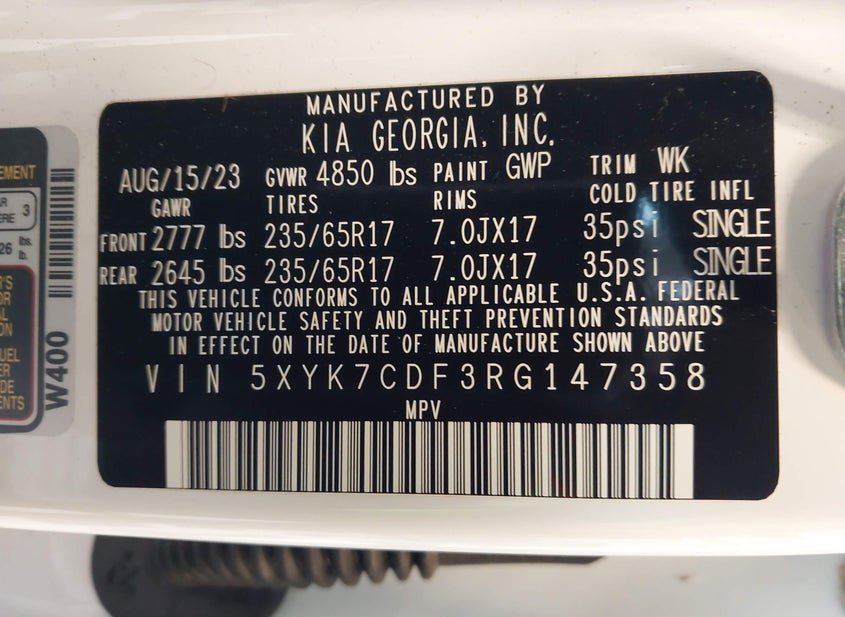 MANUFACTURED BY
KIA GEORGIA, INC.
AUG/15/23 GVWR 4850 lbs PAINT GWP TRIM WK
GAWR TIRES RIMS COLD TIRE INFL
FRONT 2777 lbs 235/65R17 7.0JX17 35psi SINGLE
REAR 2645 lbs 235/65R17 7.0JX17 35psi SINGLE
THIS VEHICLE CONFORMS TO ALL APPLICABLE U.S.A. FEDERAL
MOTOR VEHICLE SAFETY AND THEFT PREVENTION STANDARDS
IN EFFECT ON THE DATE OF MANUFACTURE SHOWN ABOVE
VIN 5XYK7CDF3RG147358
MPV
W400
3
26 lbs.